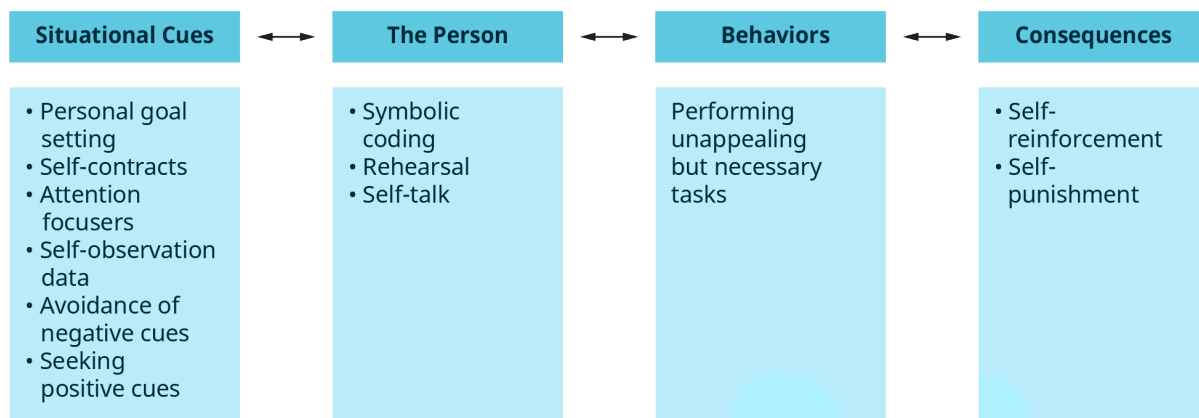 Situational Cues
• Personal goal
setting
• Self-contracts
• Attention
focusers
• Self-observation
data
• Avoidance of
negative cues
• Seeking
positive cues
The Person
• Symbolic
coding
• Rehearsal
• Self-talk
Behaviors
Performing
unappealing
but necessary
tasks
Consequences
• Self-
reinforcement
• Self-
punishment